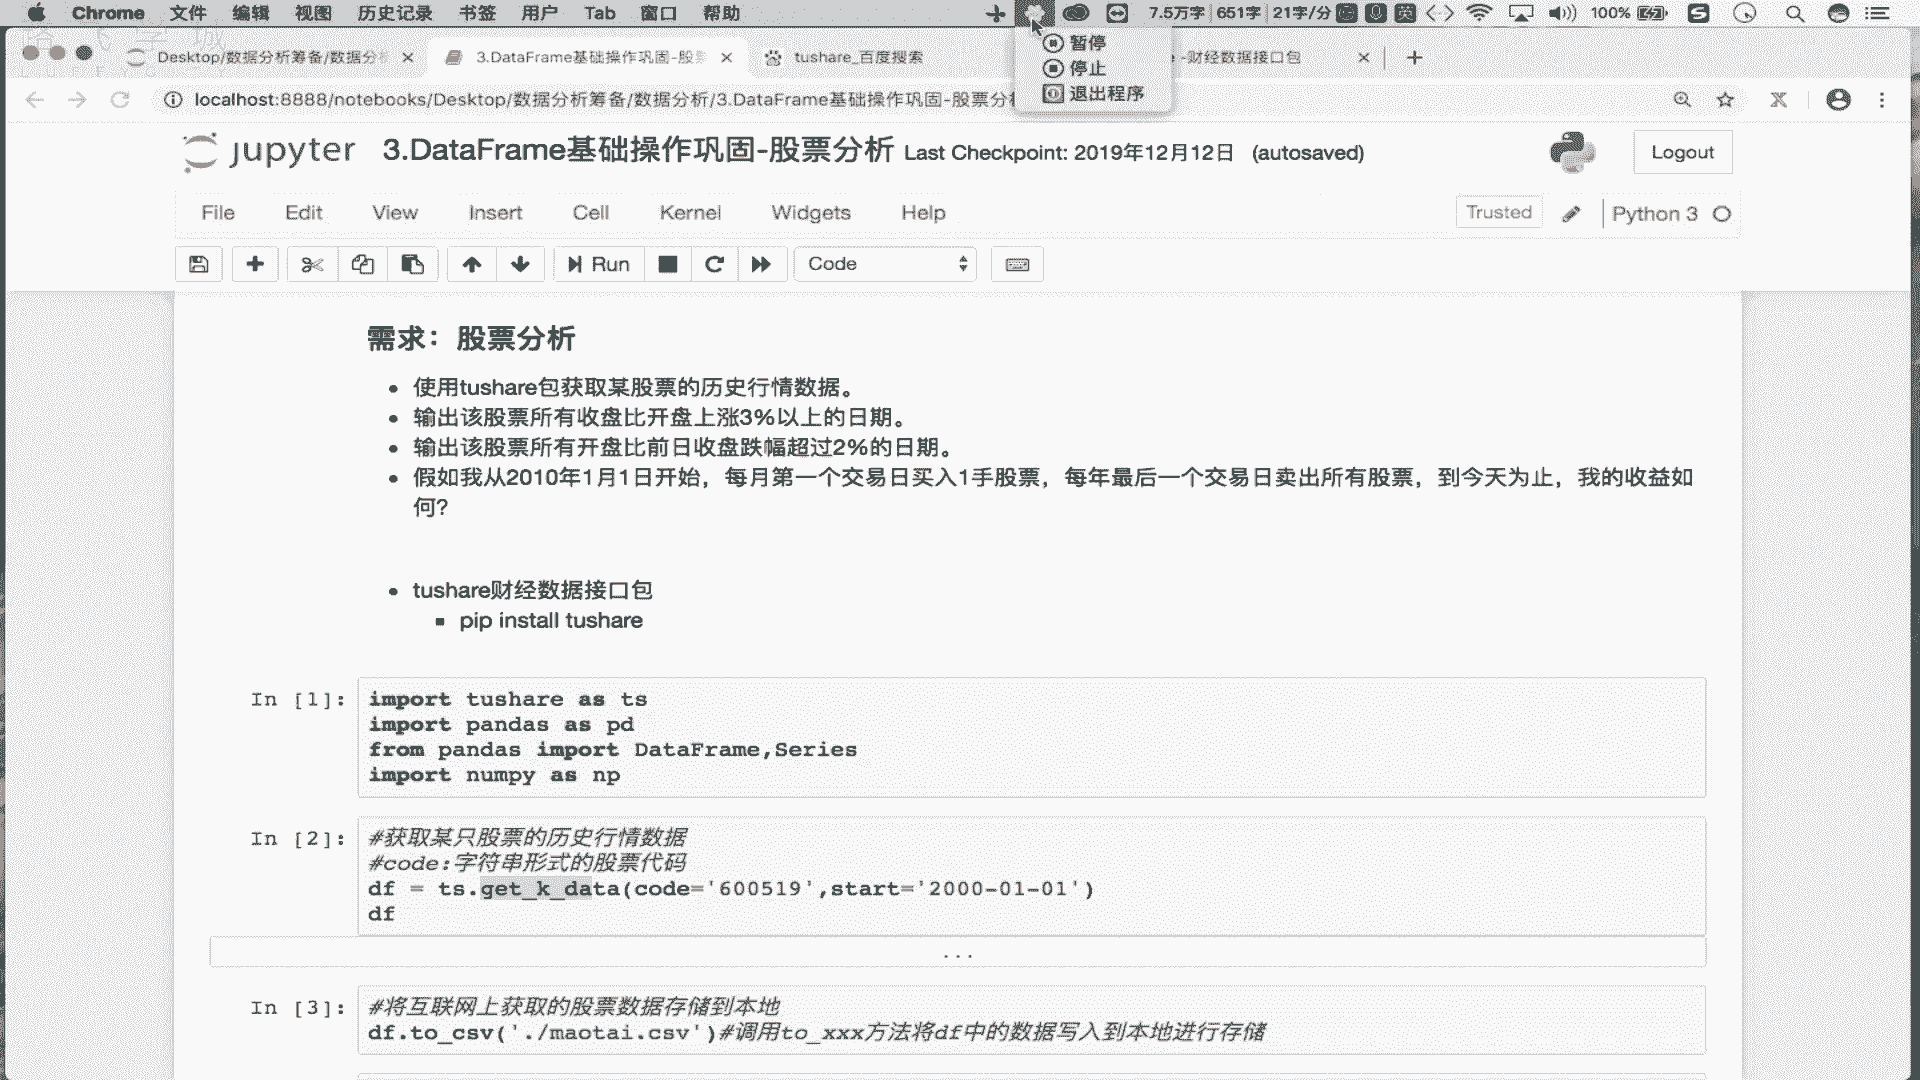 Chrome 文件 编辑 视图 历史记录 书签 用户 Tab 窗口 帮助 7.5万字 651字 21字/分 英 100%
暂停
停止
退出程序
Desktop/数据分析筹备/数据分析 3.DataFrame基础操作巩固-股票 tushare_百度搜索 -财经数据接口包
localhost:8888/notebooks/Desktop/数据分析筹备/数据分析/3.DataFrame基础操作巩固-股票分析
jupyter 3.DataFrame基础操作巩固-股票分析 Last Checkpoint: 2019年12月12日 (autosaved) Logout
File Edit View Insert Cell Kernel Widgets Help Trusted Python 3
Run Code
需求：股票分析
使用tushare包获取某股票的历史行情数据。
输出该股票所有收盘比开盘上涨3%以上的日期。
输出该股票所有开盘比前日收盘跌幅超过2%的日期。
假如我从2010年1月1日开始，每月第一个交易日买入1手股票，每年最后一个交易日卖出所有股票，到今天为止，我的收益如
何？
tushare财经数据接口包
pip install tushare
In [1]: import tushare as ts
import pandas as pd
from pandas import DataFrame,Series
import numpy as np
In [2]: #获取某只股票的历史行情数据
#code:字符串形式的股票代码
df = ts.get_k_data(code='600519',start='2000-01-01')
df
...
In [3]: #将互联网上获取的股票数据存储到本地
df.to_csv('./maotai.csv')#调用to_xxx方法将df中的数据写入到本地进行存储